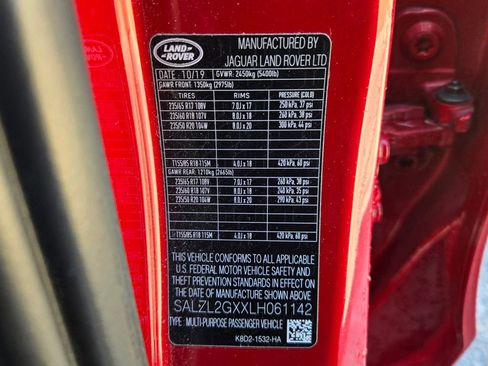 LAND
ROVER
MANUFACTURED BY
JAGUAR LAND ROVER LTD
DATE : 10/19 GVWR: 2450kg (5400lb)
GAWR FRONT: 1350kg (2975lb)
TIRES RIMS PRESSURE (COLD)
235/65 R17 108V 7.0J x 17 250 kPa, 37 psi
235/60 R18 107V 8.0J x 18 260 kPa, 38 psi
235/50 R20 104W 8.0J x 20 300 kPa, 44 psi
T155/85 R18 115M 4.0J x 18 420 kPa, 60 psi
GAWR REAR: 1210kg (2665lb)
235/65 R17 108V 7.0J x 17 260 kPa, 38 psi
235/60 R18 107V 8.0J x 18 240 kPa, 35 psi
235/50 R20 104W 8.0J x 20 290 kPa, 43 psi
T155/85 R18 115M 4.0J x 18 420 kPa, 60 psi
THIS VEHICLE CONFORMS TO ALL APPLICABLE
U.S. FEDERAL MOTOR VEHICLE SAFETY AND
THEFT PREVENTION STANDARDS IN EFFECT ON
THE DATE OF MANUFACTURE SHOWN ABOVE
SALZL2GXXLH061142
TYPE : MULTI-PURPOSE PASSENGER VEHICLE
K8D2-1532-HA